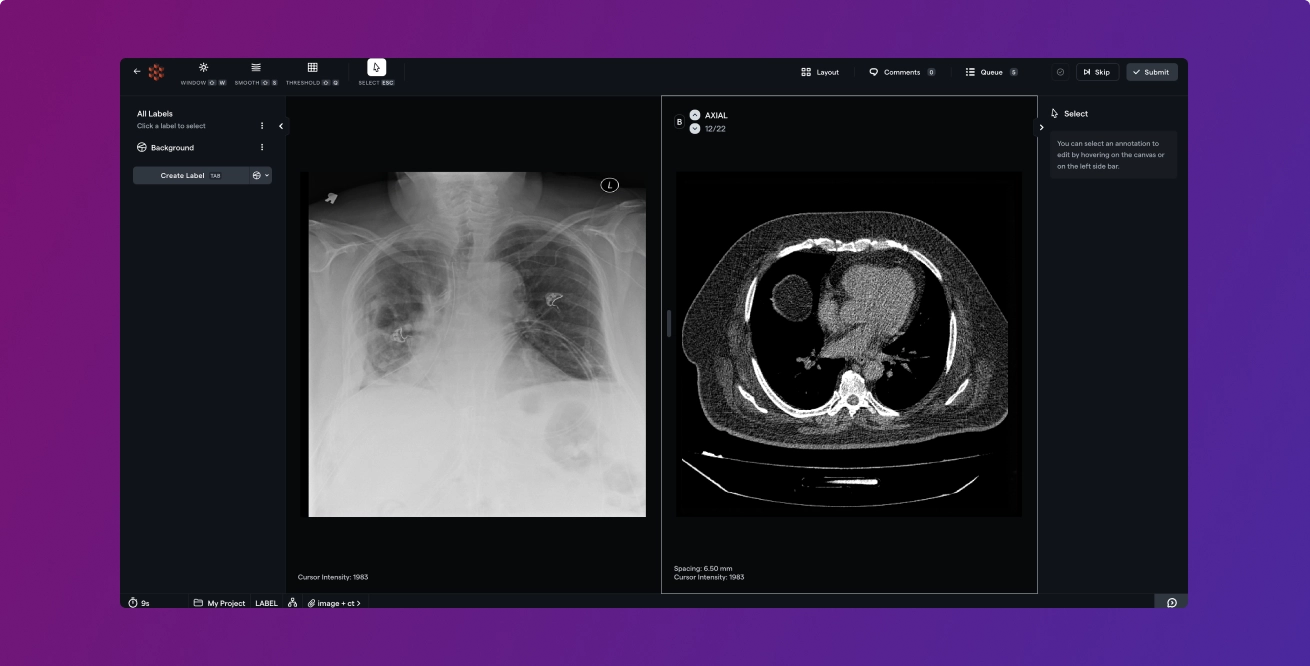 WINDOW ⇧ W
SMOOTH ⇧ S
THRESHOLD ⇧ G
SELECT ESC
Layout
Comments 0
Queue 5
Skip
Submit
All Labels
Click a label to select
Background
Create Label TAB
L
Cursor Intensity: 1983
B
AXIAL
12/22
Spacing: 6.50 mm
Cursor Intensity: 1983
Select
You can select an annotation to
edit by hovering on the canvas or
on the left side bar.
9s
My Project
LABEL
image + ct >